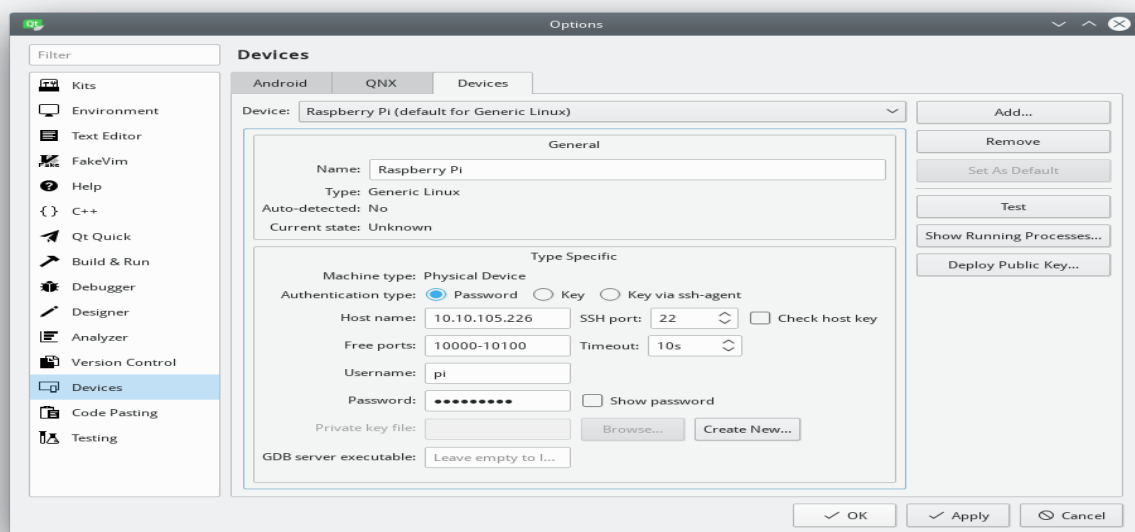 Qt
Options
Filter
Devices
Kits
Environment
Text Editor
FakeVim
Help
{ } C++
Qt Quick
Build & Run
Debugger
Designer
Analyzer
Version Control
Devices
Code Pasting
Testing
Android QNX Devices
Device: Raspberry Pi (default for Generic Linux)
General
Name: Raspberry Pi
Type: Generic Linux
Auto-detected: No
Current state: Unknown
Type Specific
Machine type: Physical Device
Authentication type: Password Key Key via ssh-agent
Host name: 10.10.105.226 SSH port: 22 Check host key
Free ports: 10000-10100 Timeout: 10s
Username: pi
Password: ●●●●●●●●● Show password
Private key file: Browse... Create New...
GDB server executable: Leave empty to l...
Add...
Remove
Set As Default
Test
Show Running Processes...
Deploy Public Key...
OK Apply Cancel